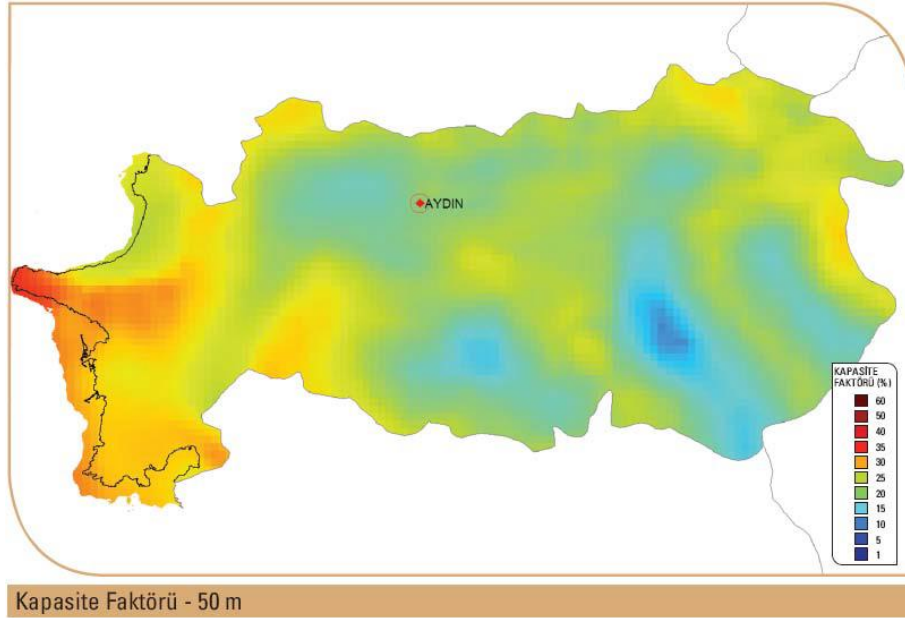 AYDIN
KAPASİTE
FAKTÖRÜ (%)
60
50
40
35
30
25
20
15
10
5
1
Kapasite Faktörü - 50 m